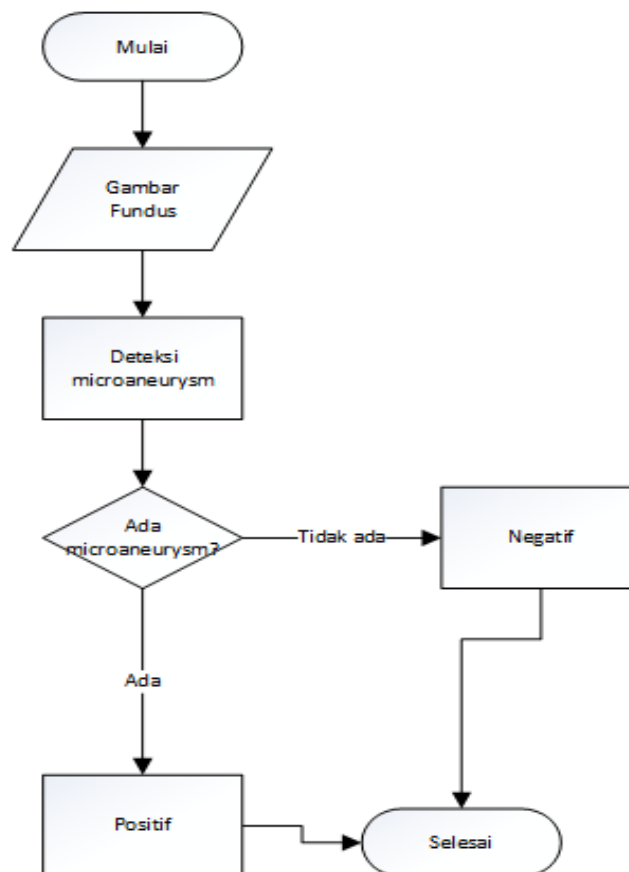 Mulai
Gambar
Fundus
Deteksi
microaneurysm
Ada
microaneurysm?
Tidak ada
Negatif
Ada
Positif
Selesai